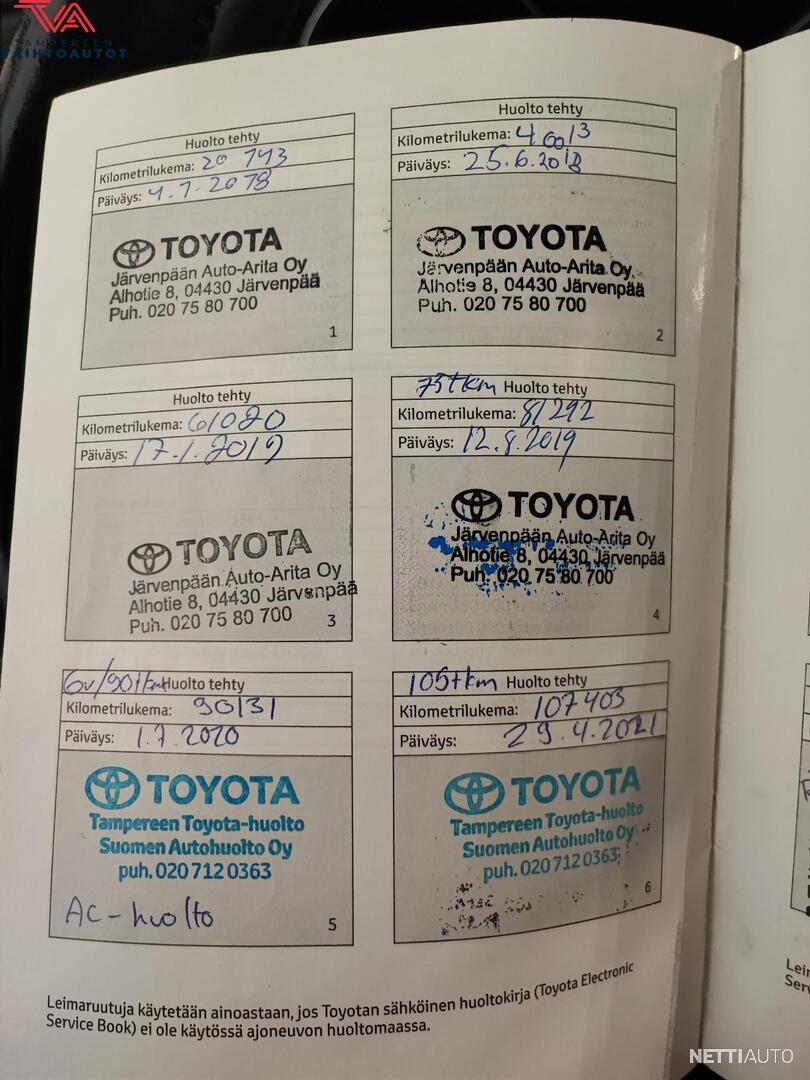 TAMPEREEN
VAIHTOAUTOT
Huolto tehty
Kilometrilukema: 20 743
Päiväys: 4.1.2018
TOYOTA
Järvenpään Auto-Arita Oy
Alhotie 8, 04430 Järvenpää
Puh. 020 75 80 700
1
Huolto tehty
Kilometrilukema: 40013
Päiväys: 25.6.2018
TOYOTA
Järvenpään Auto-Arita Oy
Alhotie 8, 04430 Järvenpää
Puh. 020 75 80 700
2
Huolto tehty
Kilometrilukema: 61020
Päiväys: 17.1.2019
TOYOTA
Järvenpään Auto-Arita Oy
Alhotie 8, 04430 Järvenpää
Puh. 020 75 80 700
3
75tkm Huolto tehty
Kilometrilukema: 81292
Päiväys: 12.8.2019
TOYOTA
Järvenpään Auto-Arita Oy
Alhotie 8, 04430 Järvenpää
Puh. 020 75 80 700
4
6v/90tkm Huolto tehty
Kilometrilukema: 90131
Päiväys: 1.7.2020
TOYOTA
Tampereen Toyota-huolto
Suomen Autohuolto Oy
puh. 020 712 0363
AC-huolto
5
105tkm Huolto tehty
Kilometrilukema: 107403
Päiväys: 29.4.2021
TOYOTA
Tampereen Toyota-huolto
Suomen Autohuolto Oy
puh. 020 712 0363
6
Leimaruutuja käytetään ainoastaan, jos Toyotan sähköinen huoltokirja (Toyota Electronic
Service Book) ei ole käytössä ajoneuvon huoltomaassa.
NETTIAUTO